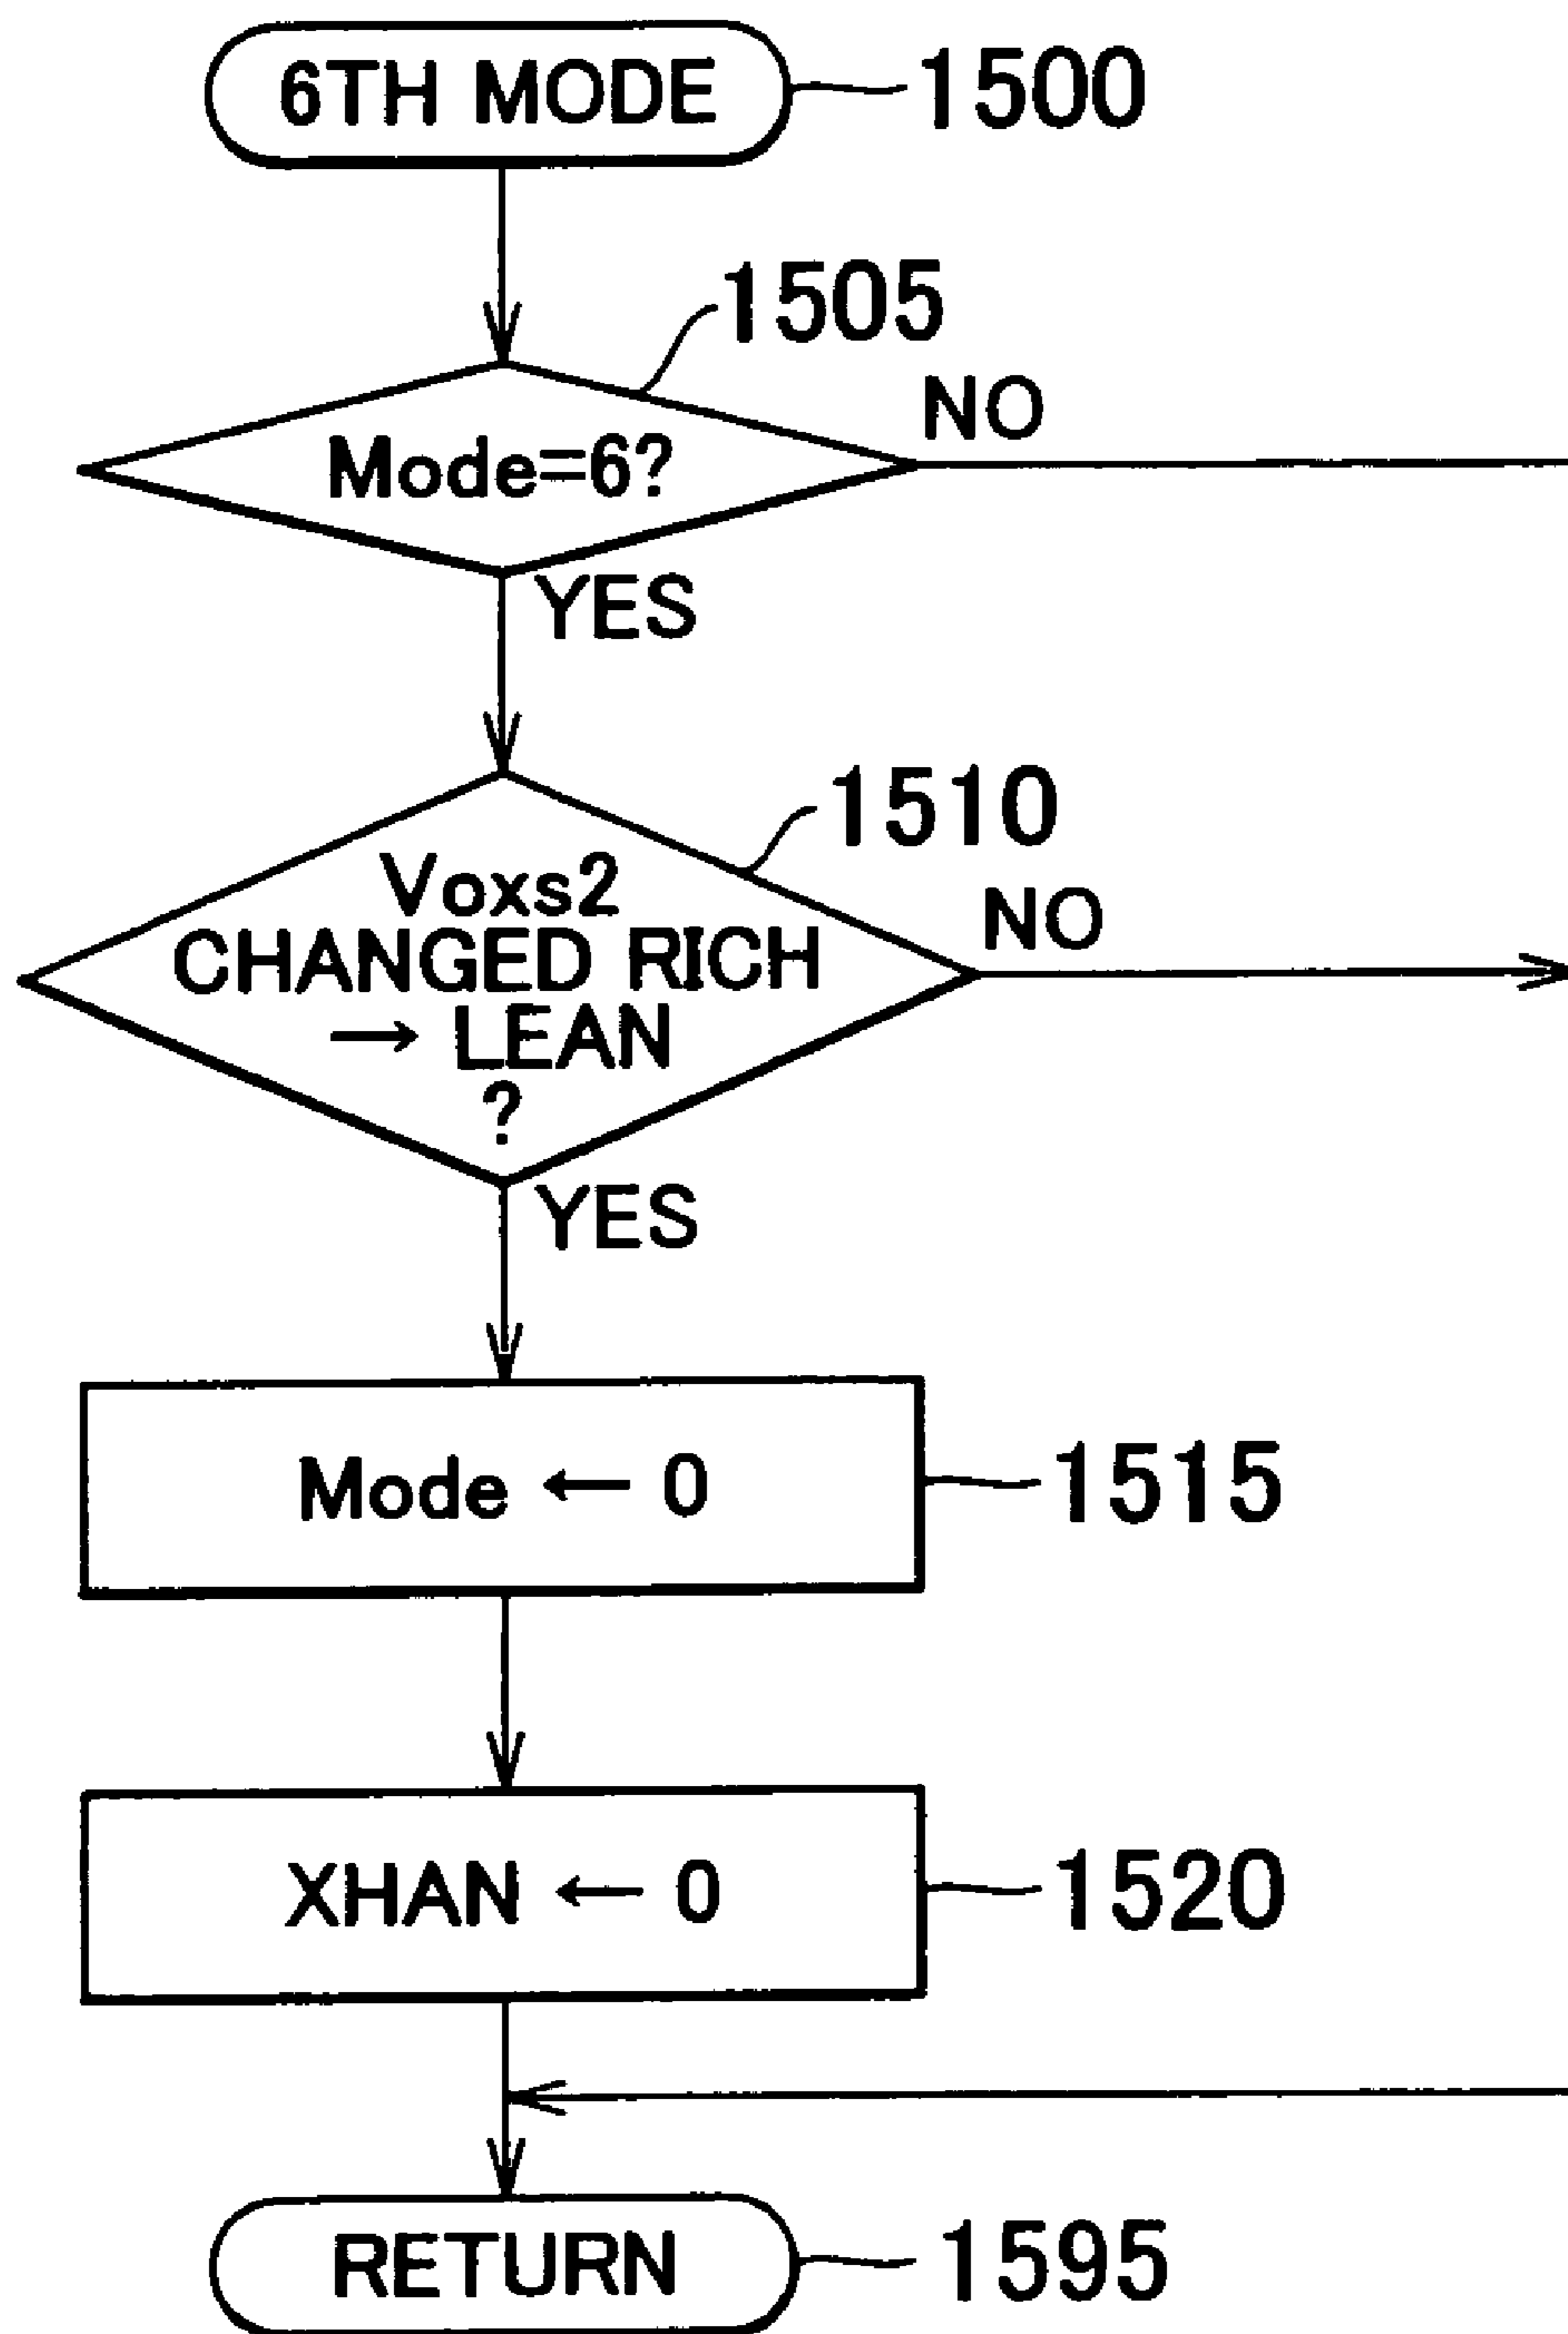 6TH MODE
1500
1505
Mode=6?
NO
YES
1510
Voxs2
CHANGED RICH
→ LEAN
?
NO
YES
Mode ← 0
1515
XHAN ← 0
1520
RETURN
1595